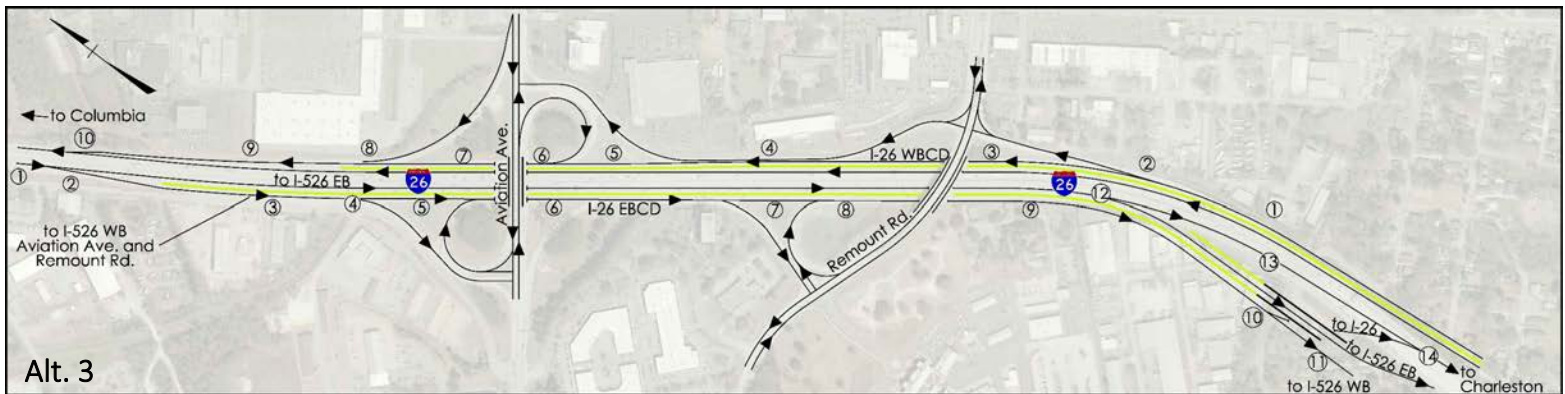 to Columbia
⑩
⑨
⑧
⑦
⑥
⑤
④
I-26 WBCD
③
②
①
①
②
③
to I-526 EB
④
26
⑤
Aviation Ave.
⑥
I-26 EBCD
⑦
⑧
Remount Rd.
⑨
26
⑫
⑬
to I-526 WB
Aviation Ave. and
Remount Rd.
⑩
⑪
to I-26
⑭
to I-526 EB
to
Charleston
to I-526 WB
Alt. 3